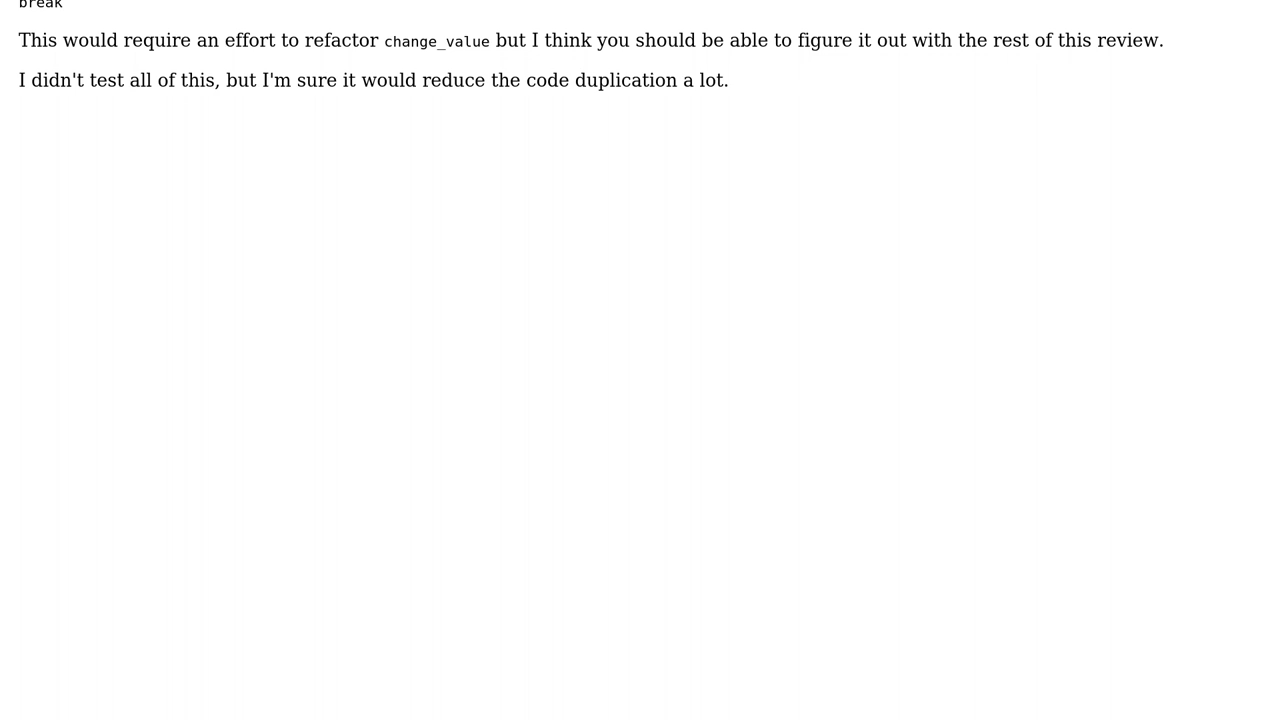 break
This would require an effort to refactor change_value but I think you should be able to figure it out with the rest of this review.
I didn't test all of this, but I'm sure it would reduce the code duplication a lot.